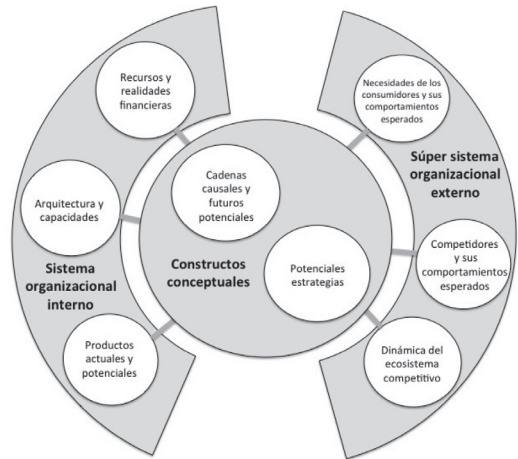 Recursos y
realidades
financieras
Arquitectura y
capacidades
Sistema
organizacional
interno
Productos
actuales y
potenciales
Cadenas
causales y
futuros
potenciales
Constructos
conceptuales
Potenciales
estrategias
Necesidades de los
consumidores y sus
comportamientos
esperados
Súper sistema
organizacional
externo
Competidores
y sus
comportamientos
esperados
Dinámica del
ecosistema
competitivo